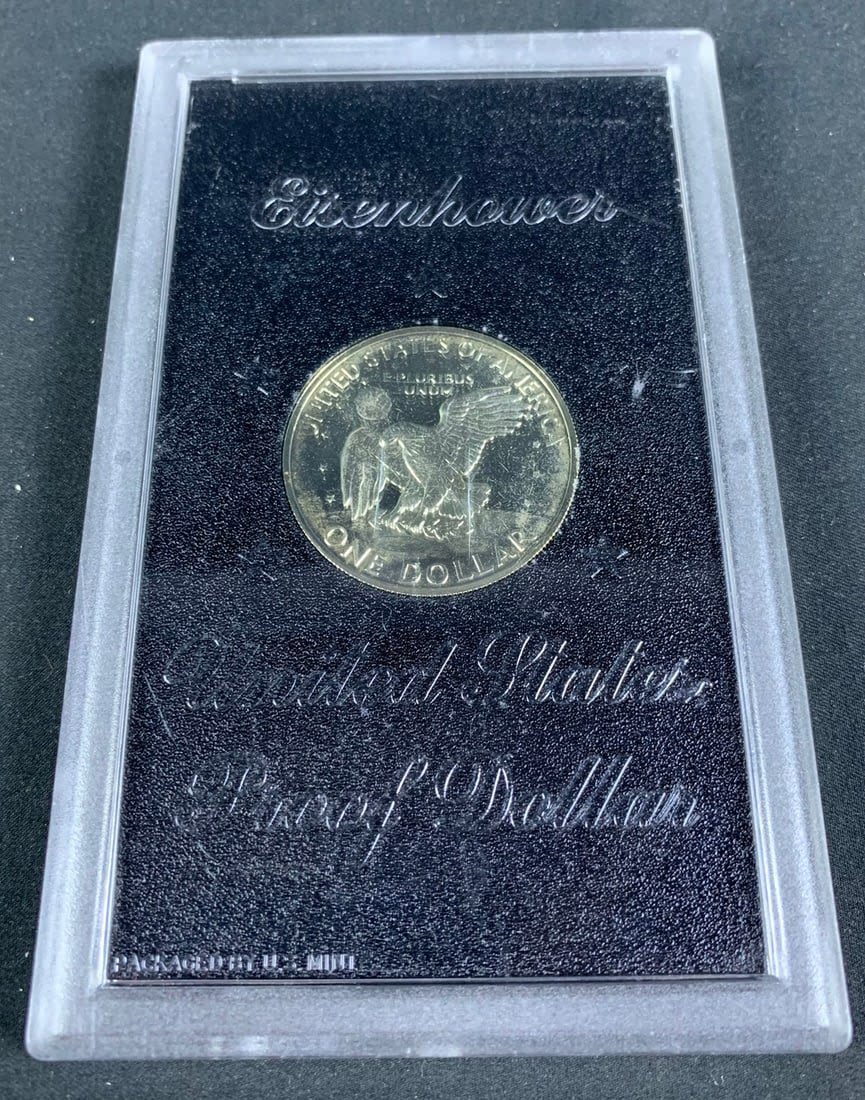 Eisenhower
UNITED STATES OF AMERICA
E PLURIBUS
UNUM
ONE DOLLAR
United States
Proof Dollar
PACKAGED BY U.S. MINT